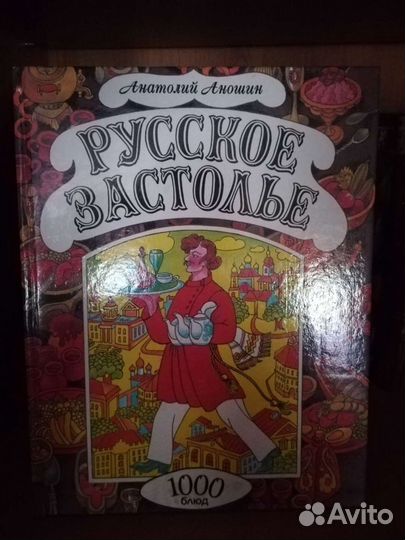 Анатолий Аношин
РУССКОЕ
ЗАСТОЛЬЕ
1000
блюд
Avito